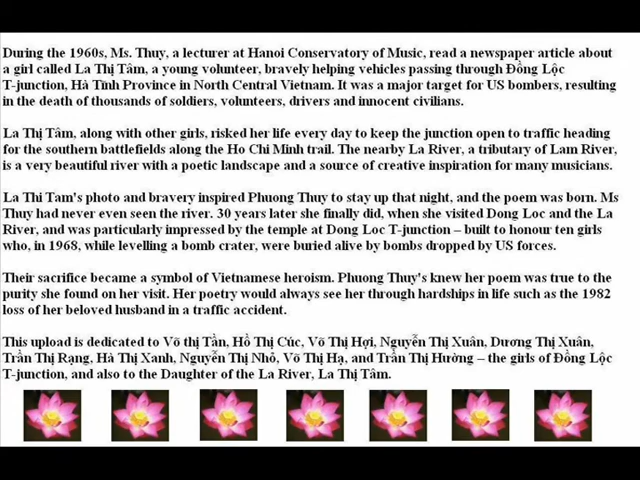 During the 1960s, Ms. Thuy, a lecturer at Hanoi Conservatory of Music, read a newspaper article about
a girl called La Thị Tâm, a young volunteer, bravely helping vehicles passing through Đồng Lộc
T-junction, Hà Tĩnh Province in North Central Vietnam. It was a major target for US bombers, resulting
in the death of thousands of soldiers, volunteers, drivers and innocent civilians.
La Thị Tâm, along with other girls, risked her life every day to keep the junction open to traffic heading
for the southern battlefields along the Ho Chi Minh trail. The nearby La River, a tributary of Lam River,
is a very beautiful river with a poetic landscape and a source of creative inspiration for many musicians.
La Thi Tam's photo and bravery inspired Phuong Thuy to stay up that night, and the poem was born. Ms
Thuy had never even seen the river. 30 years later she finally did, when she visited Dong Loc and the La
River, and was particularly impressed by the temple at Dong Loc T-junction – built to honour ten girls
who, in 1968, while levelling a bomb crater, were buried alive by bombs dropped by US forces.
Their sacrifice became a symbol of Vietnamese heroism. Phuong Thuy's knew her poem was true to the
purity she found on her visit. Her poetry would always see her through hardships in life such as the 1982
loss of her beloved husband in a traffic accident.
This upload is dedicated to Võ thị Tần, Hồ Thị Cúc, Võ Thị Hợi, Nguyễn Thị Xuân, Dương Thị Xuân,
Trần Thị Rạng, Hà Thị Xanh, Nguyễn Thị Nhỏ, Võ Thị Hạ, and Trần Thị Hường – the girls of Đồng Lộc
T-junction, and also to the Daughter of the La River, La Thị Tâm.